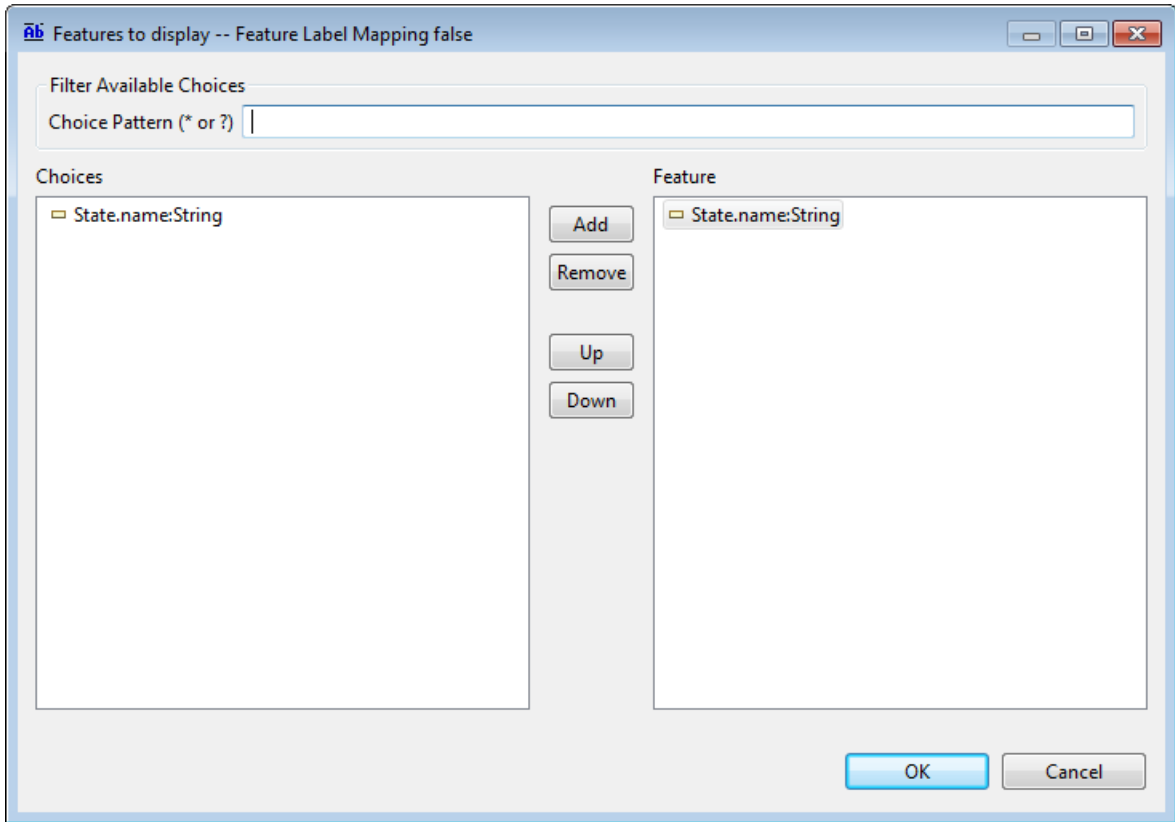 Ab Features to display -- Feature Label Mapping false
Filter Available Choices
Choice Pattern (* or ?)
Choices
Feature
State.name:String
State.name:String
Add
Remove
Up
Down
OK
Cancel